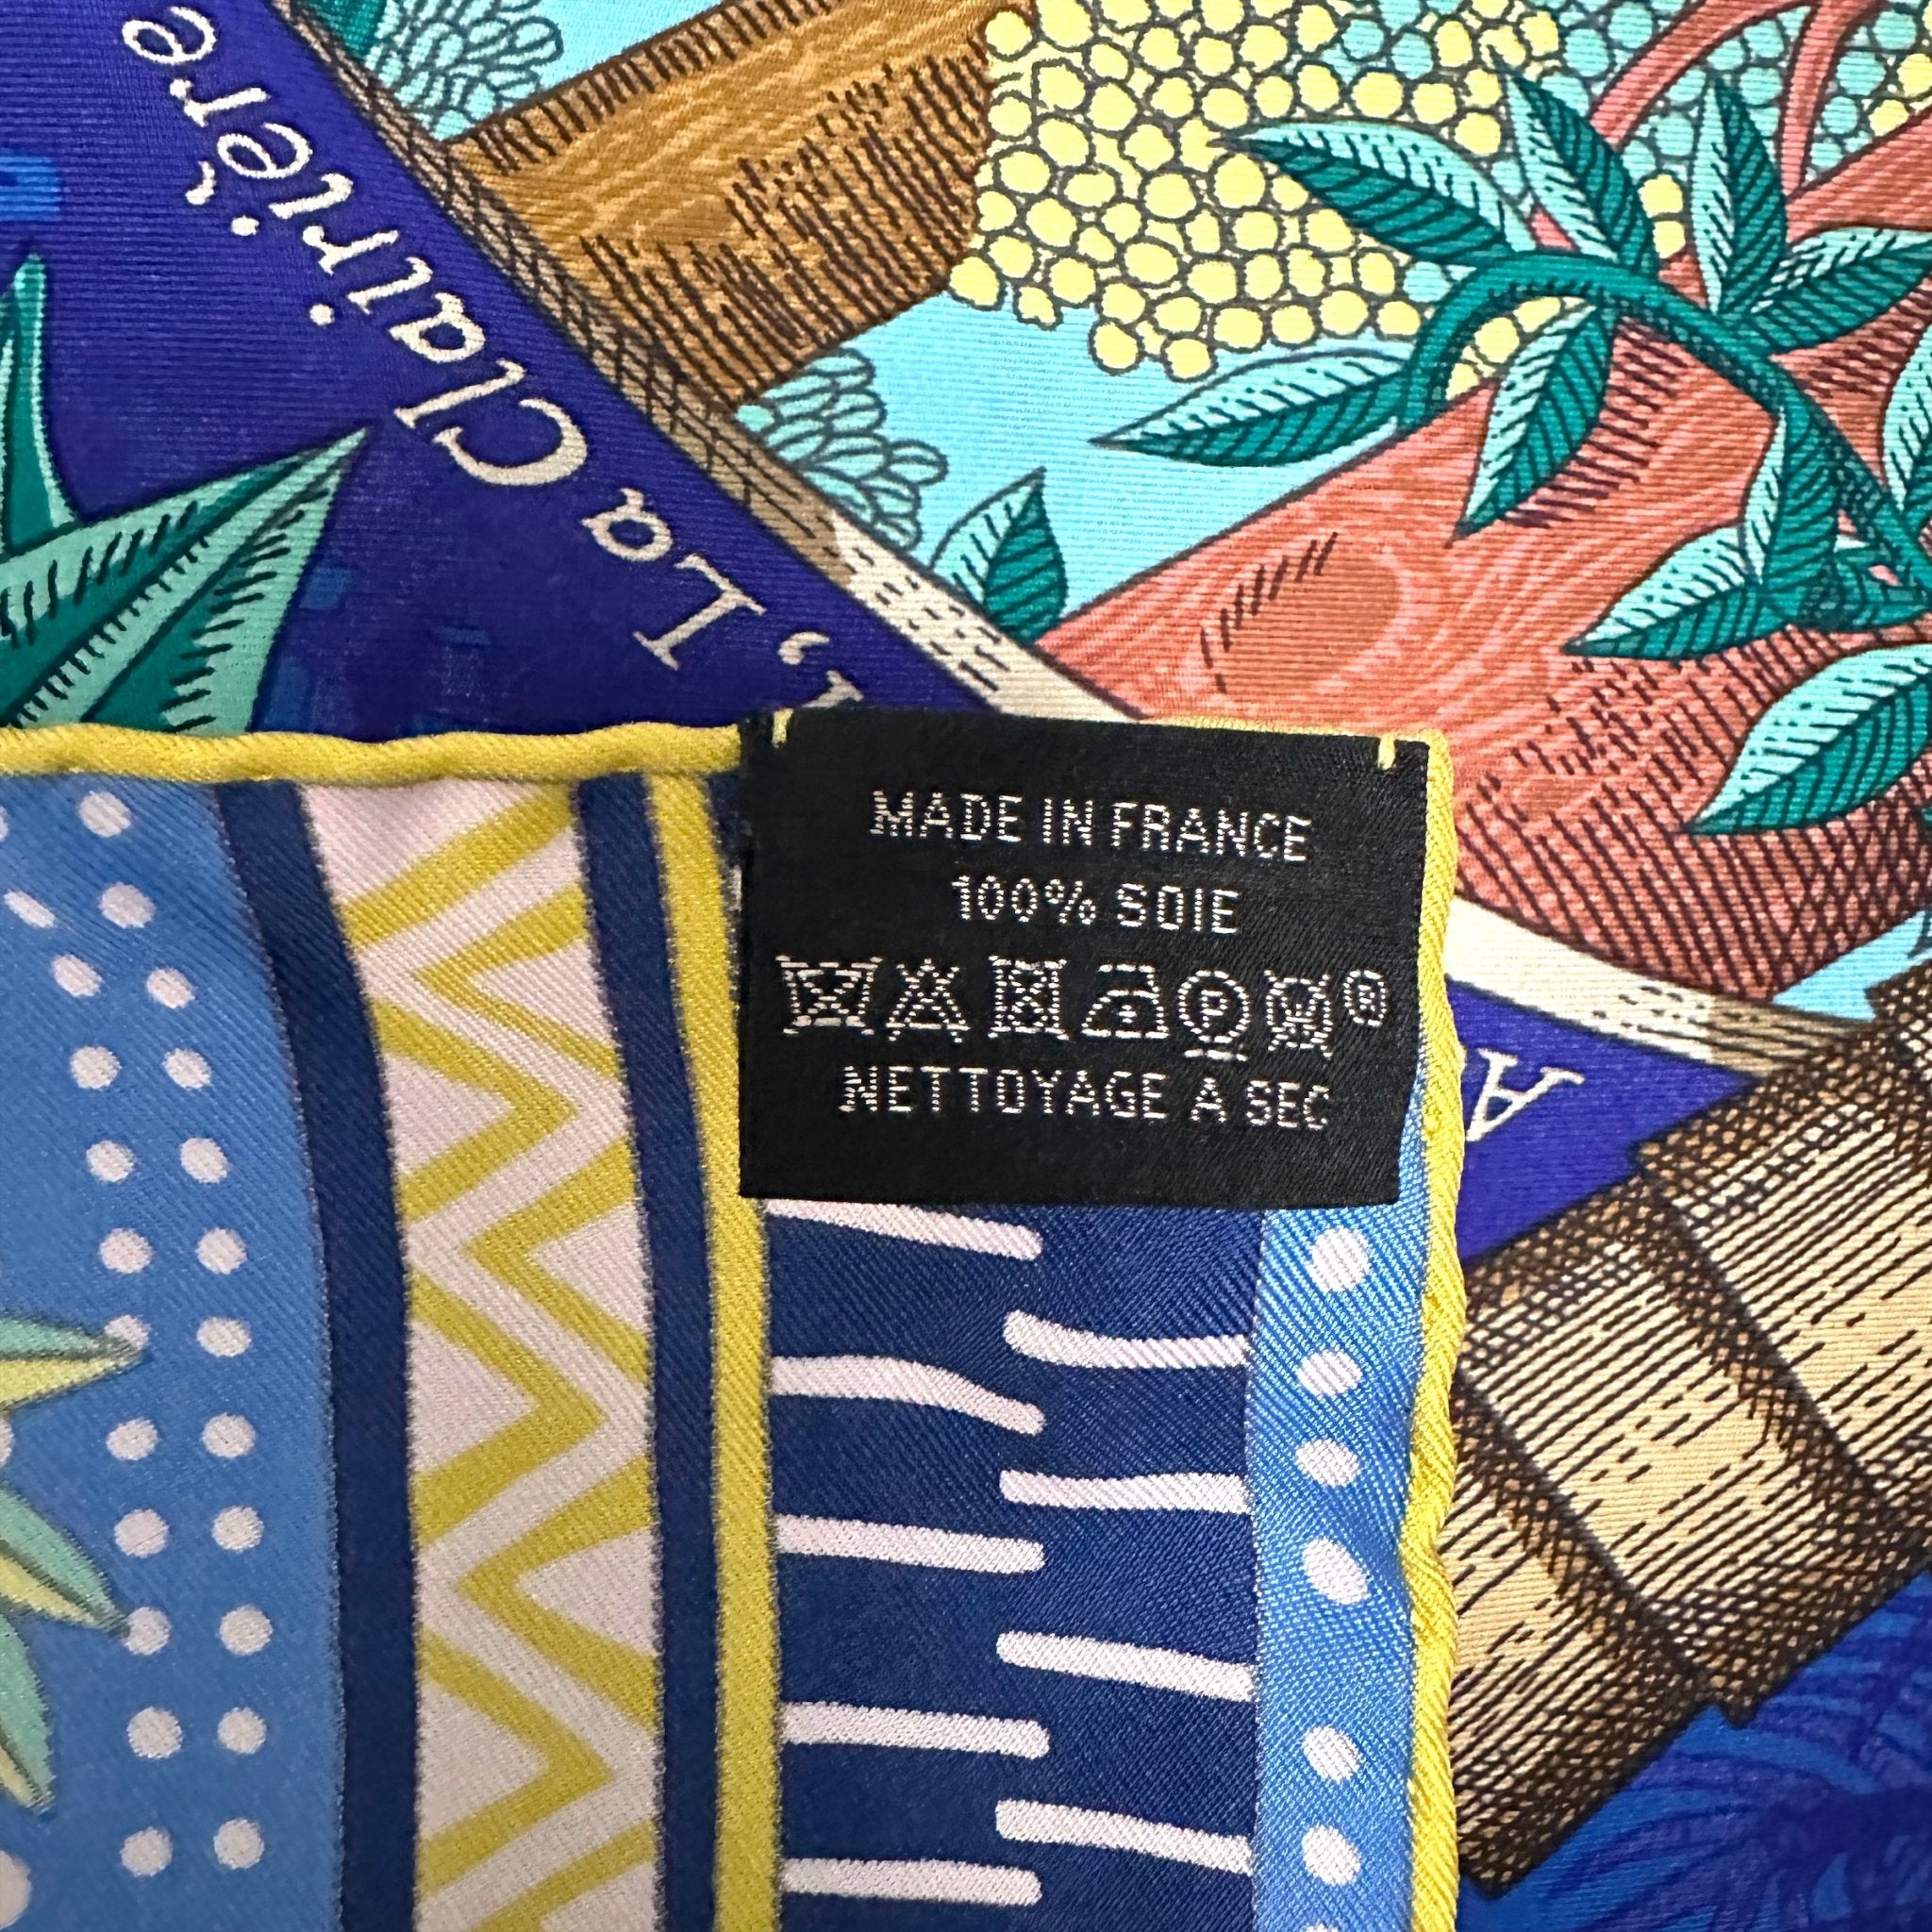 , La Clairière
MADE IN FRANCE
100% SOIE
P ®
NETTOYAGE A SEC
A